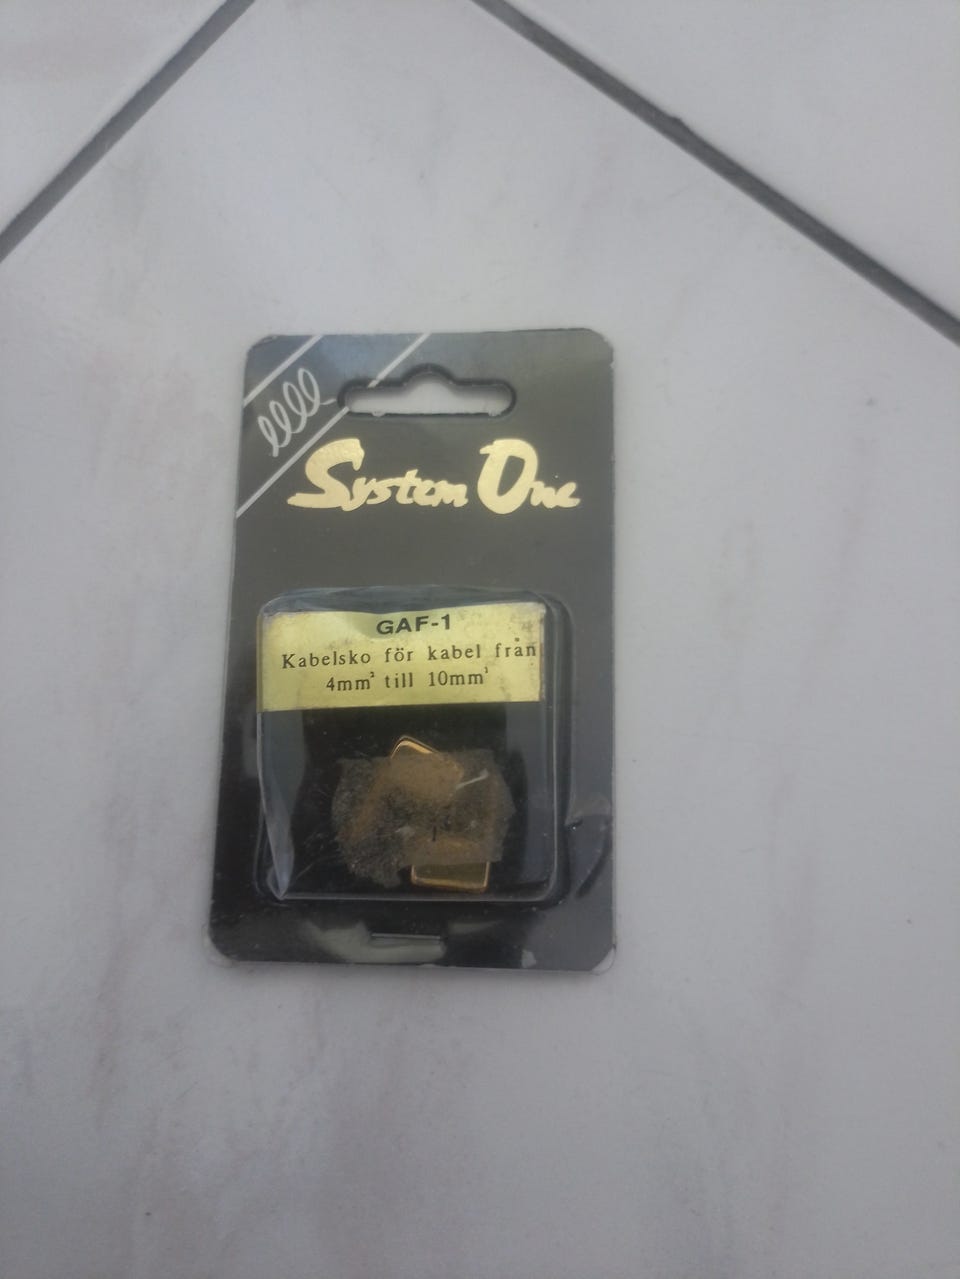 System One
GAF-1
Kabelsko för kabel från
4mm² till 10mm²